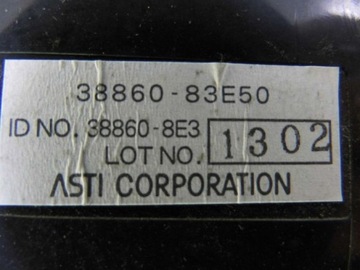 38860-83E50
ID NO. 38860-8E3
LOT NO. 1302
ASTI CORPORATION